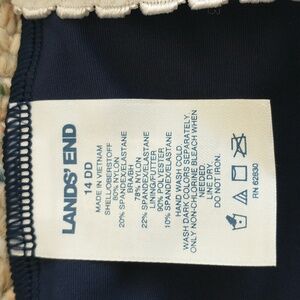 LANDS' END
14 DD
MADE IN VIETNAM
SHELL/OBERSTOFF
80% NYLON
20% SPANDEX/ELASTANE
BRA/BH
78% NYLON
22% SPANDEX/ELASTANE
LINING/FUTTER
90% POLYESTER
10% SPANDEX/ELASTANE
HAND WASH COLD.
WASH DARK COLORS SEPARATELY.
ONLY NON-CHLORINE BLEACH WHEN
NEEDED.
LINE DRY.
DO NOT IRON.
RN 62830